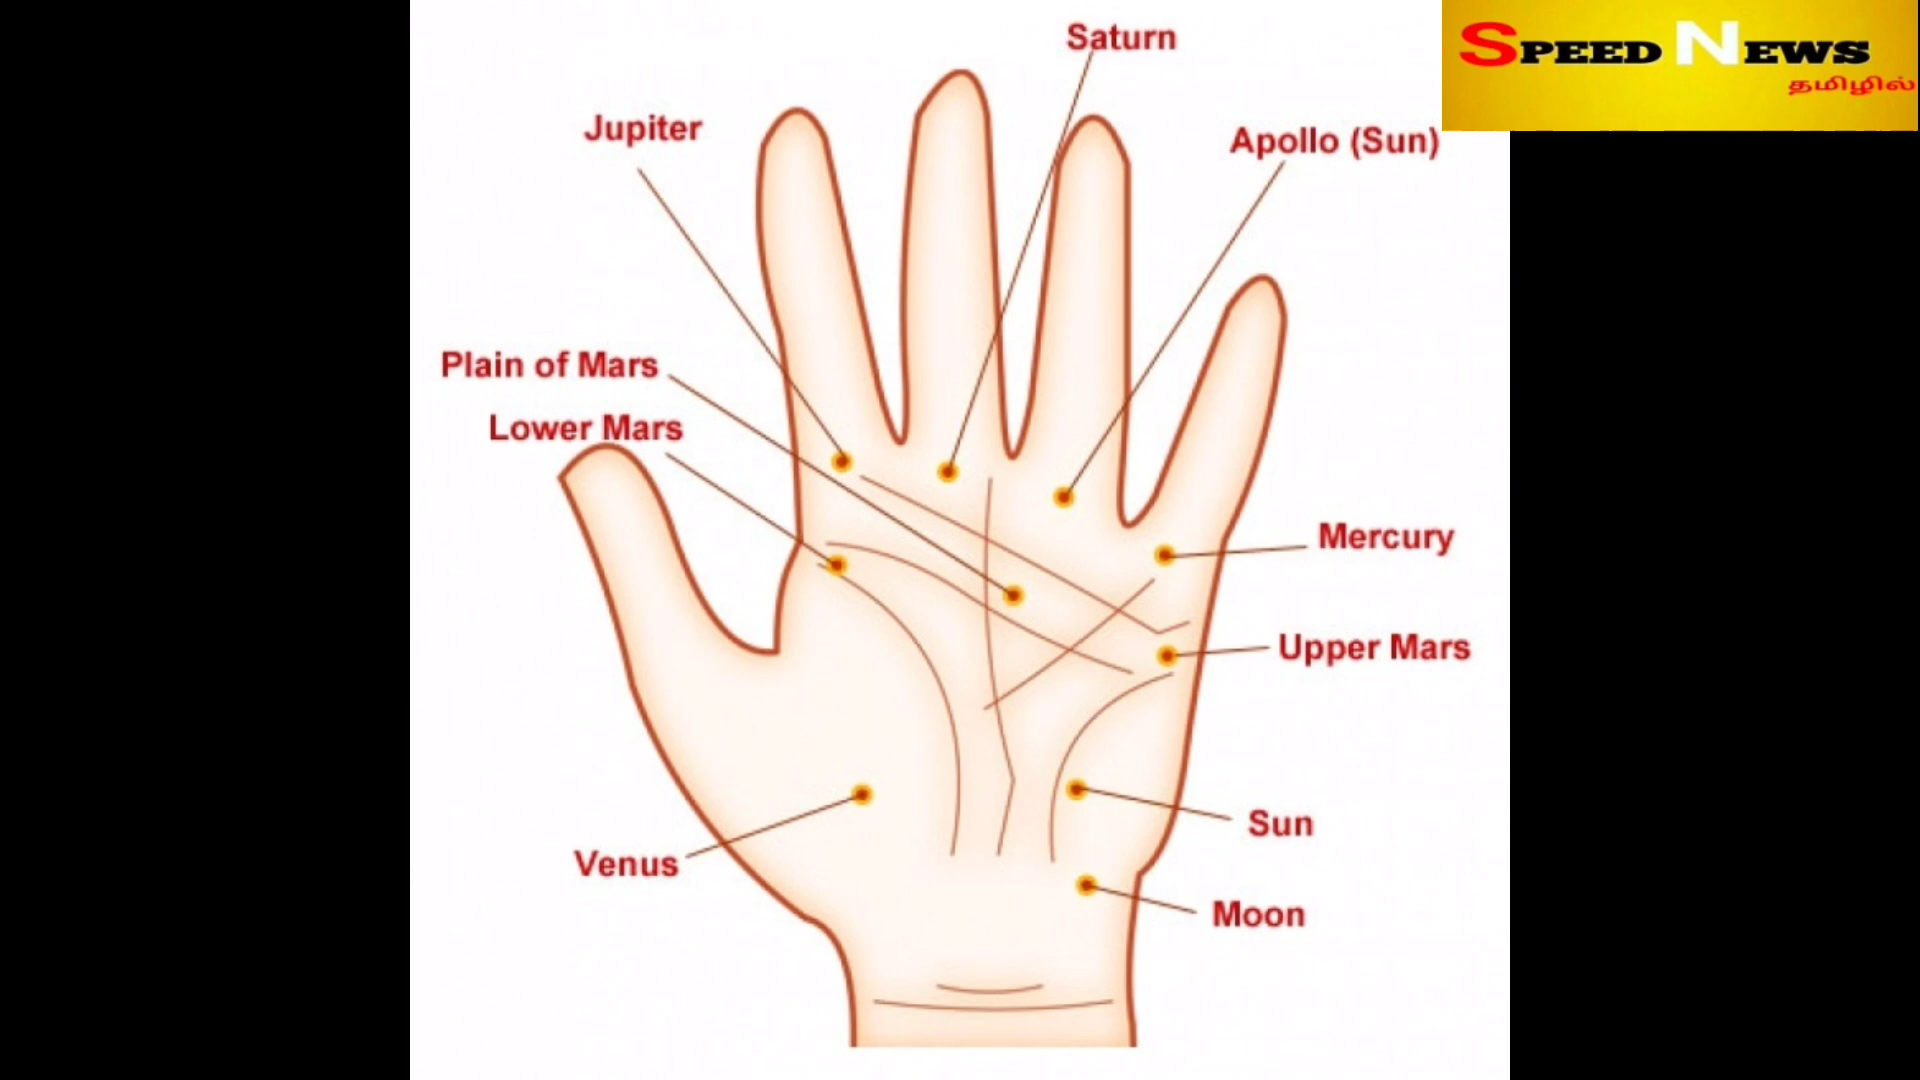 Saturn
SPEED NEWS
தமிழில்
Jupiter
Apollo (Sun)
Plain of Mars
Lower Mars
Mercury
Upper Mars
Sun
Venus
Moon